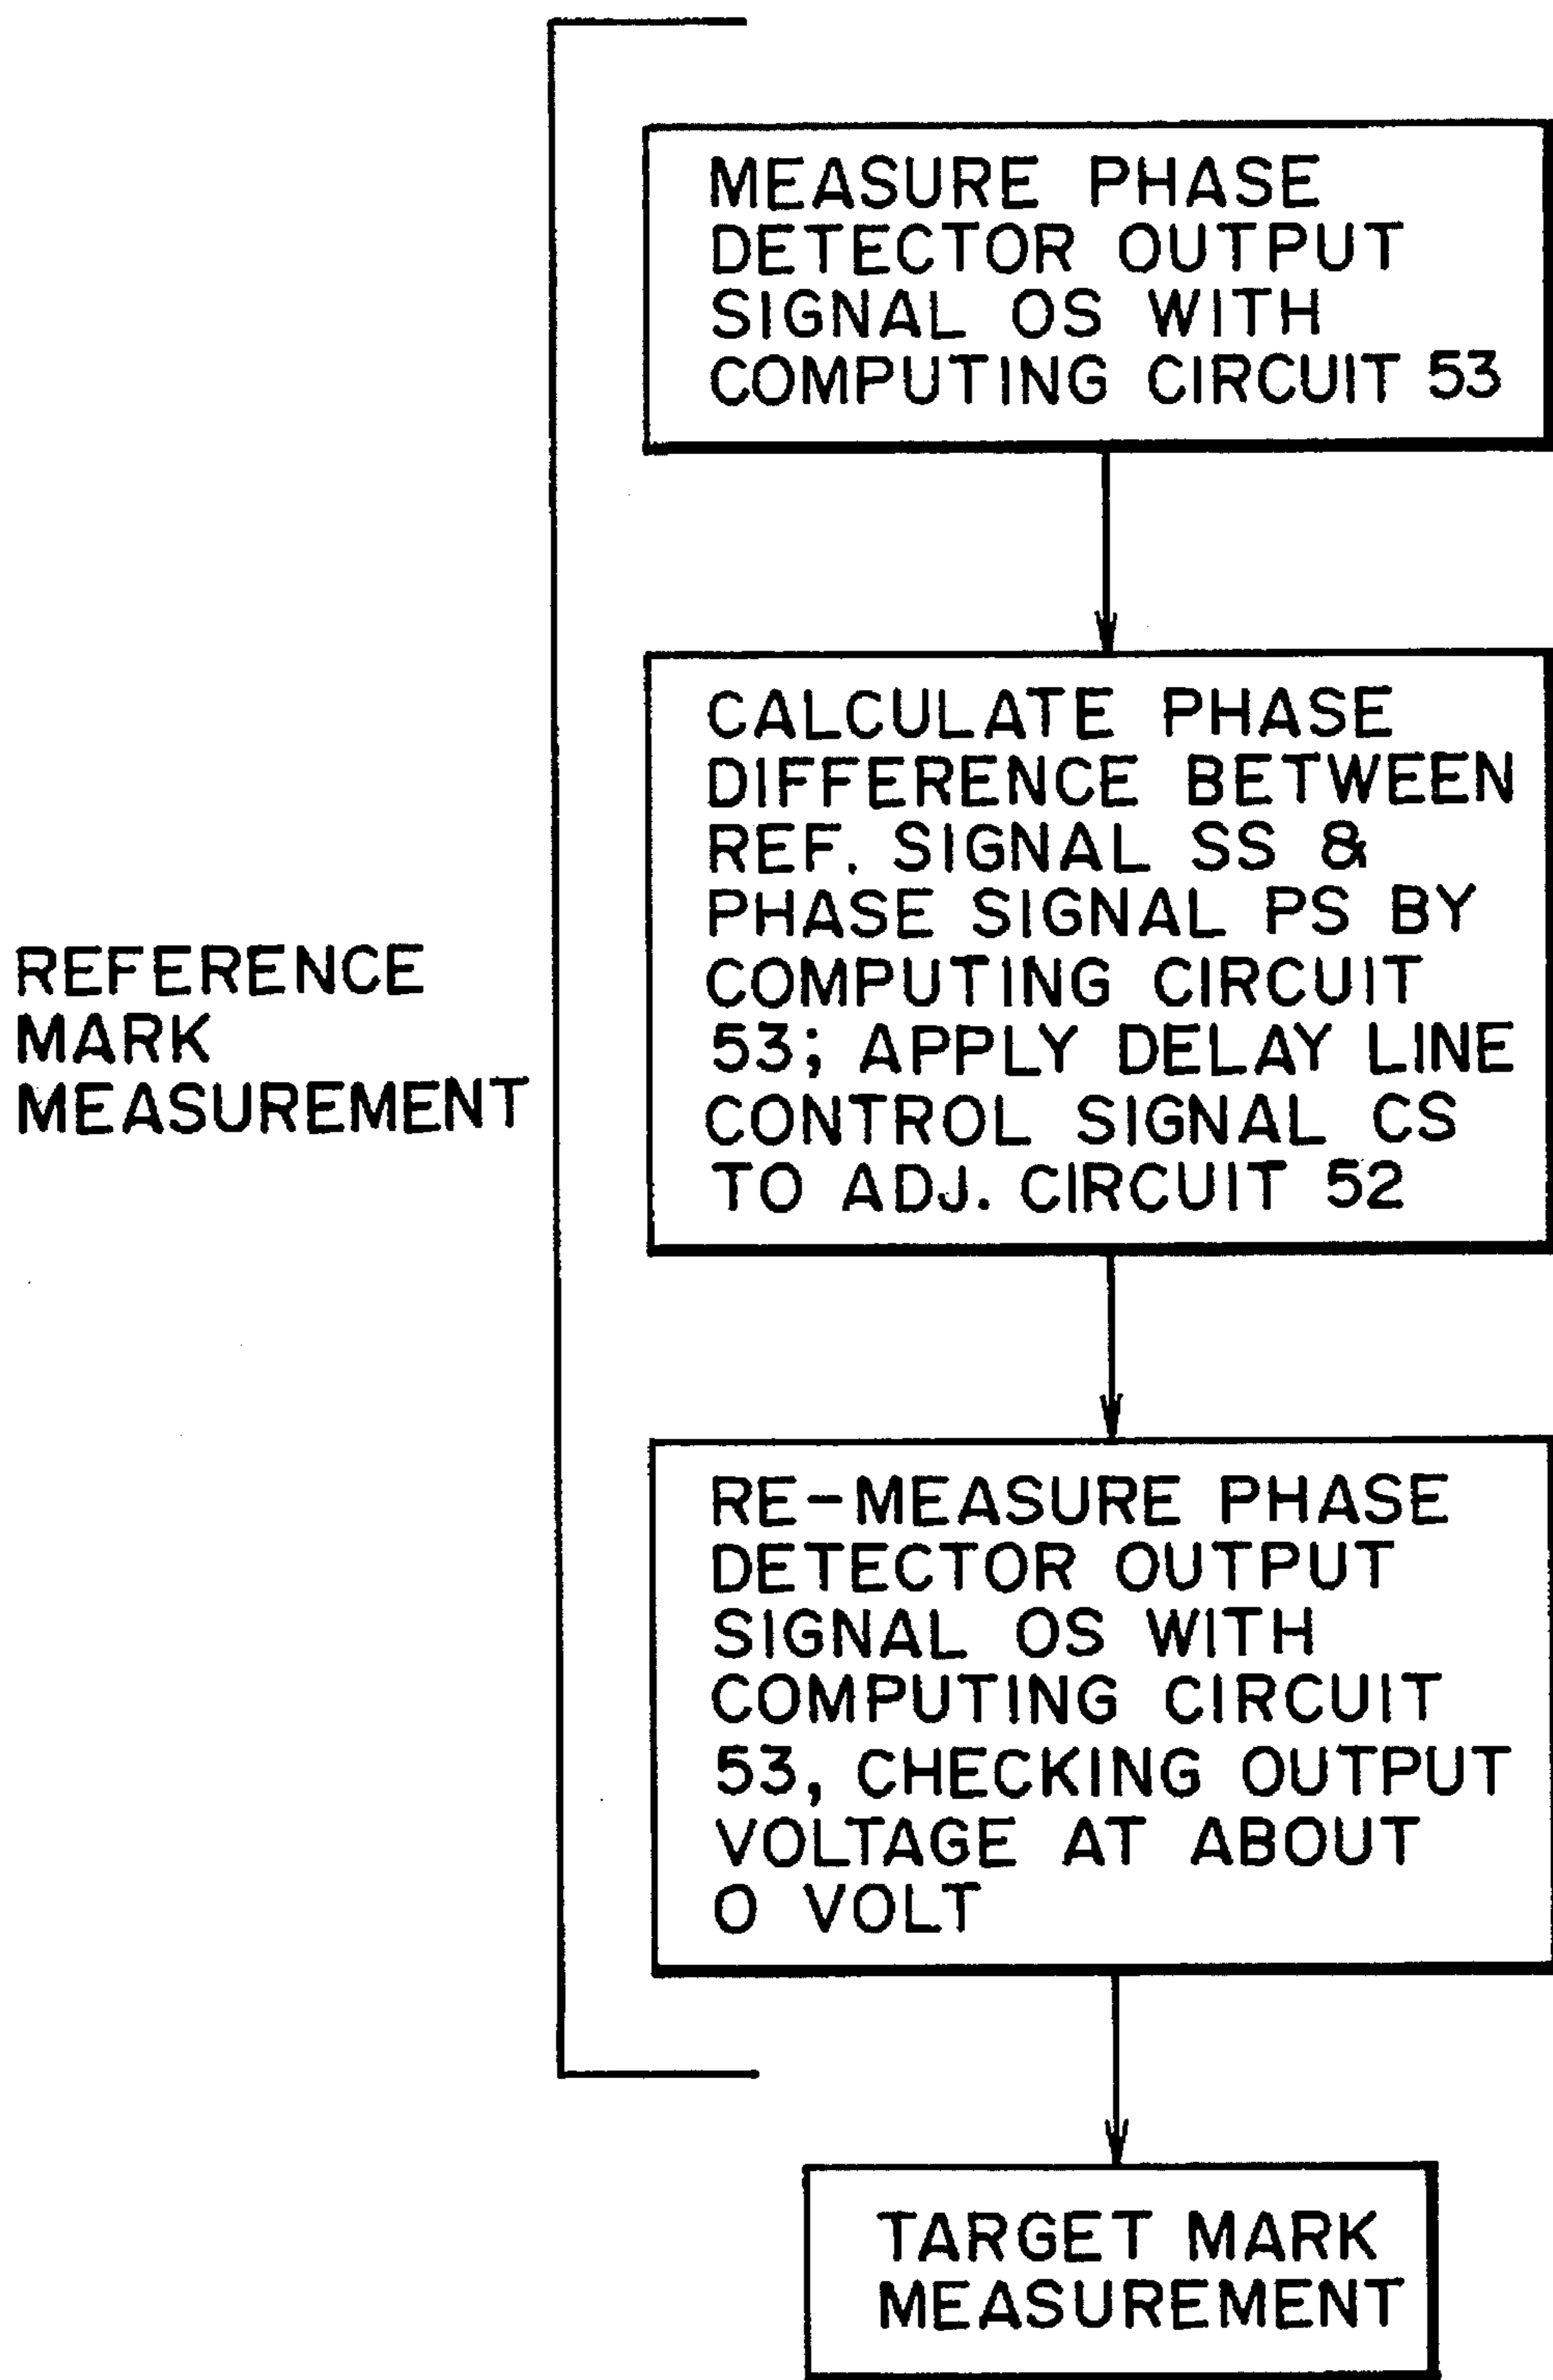 MEASURE PHASE
DETECTOR OUTPUT
SIGNAL OS WITH
COMPUTING CIRCUIT 53
CALCULATE PHASE
DIFFERENCE BETWEEN
REF. SIGNAL SS &
PHASE SIGNAL PS BY
COMPUTING CIRCUIT
53; APPLY DELAY LINE
CONTROL SIGNAL CS
TO ADJ. CIRCUIT 52
REFERENCE
MARK
MEASUREMENT
RE-MEASURE PHASE
DETECTOR OUTPUT
SIGNAL OS WITH
COMPUTING CIRCUIT
53, CHECKING OUTPUT
VOLTAGE AT ABOUT
O VOLT
TARGET MARK
MEASUREMENT